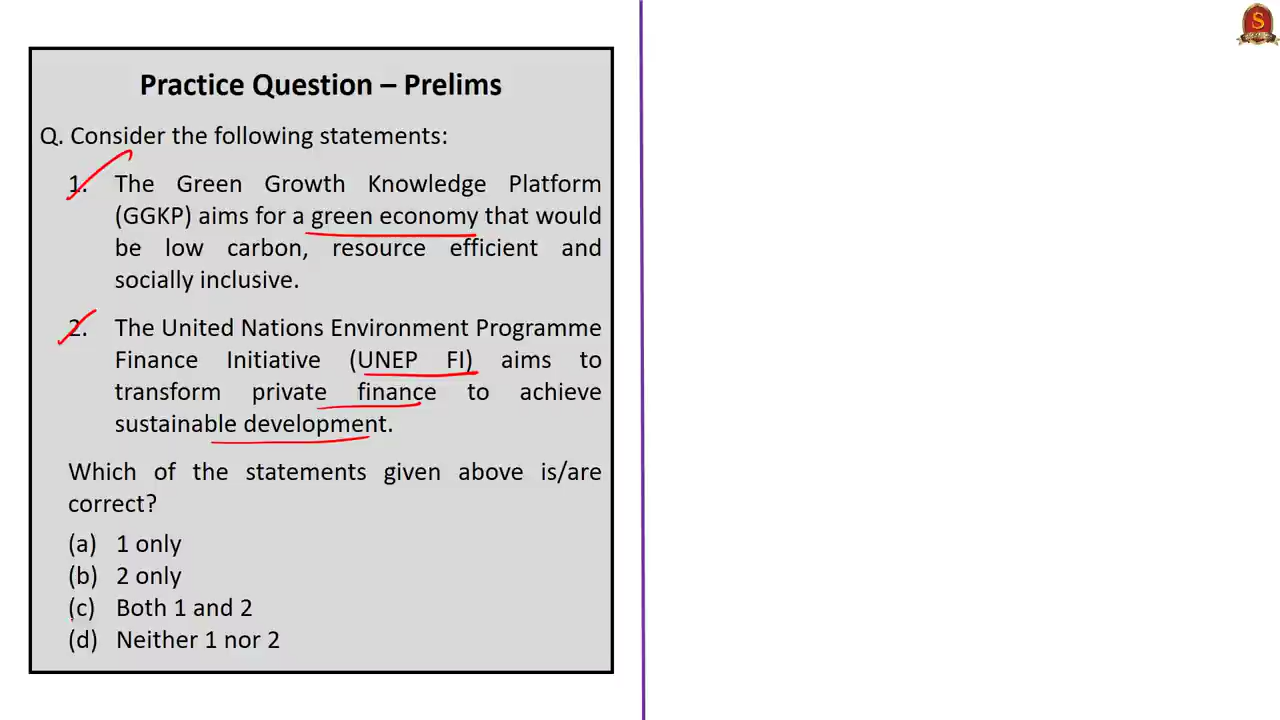 Practice Question – Prelims
Q. Consider the following statements:
1. The Green Growth Knowledge Platform
(GGKP) aims for a green economy that would
be low carbon, resource efficient and
socially inclusive.
2. The United Nations Environment Programme
Finance Initiative (UNEP FI) aims to
transform private finance to achieve
sustainable development.
Which of the statements given above is/are
correct?
(a) 1 only
(b) 2 only
(c) Both 1 and 2
(d) Neither 1 nor 2
S